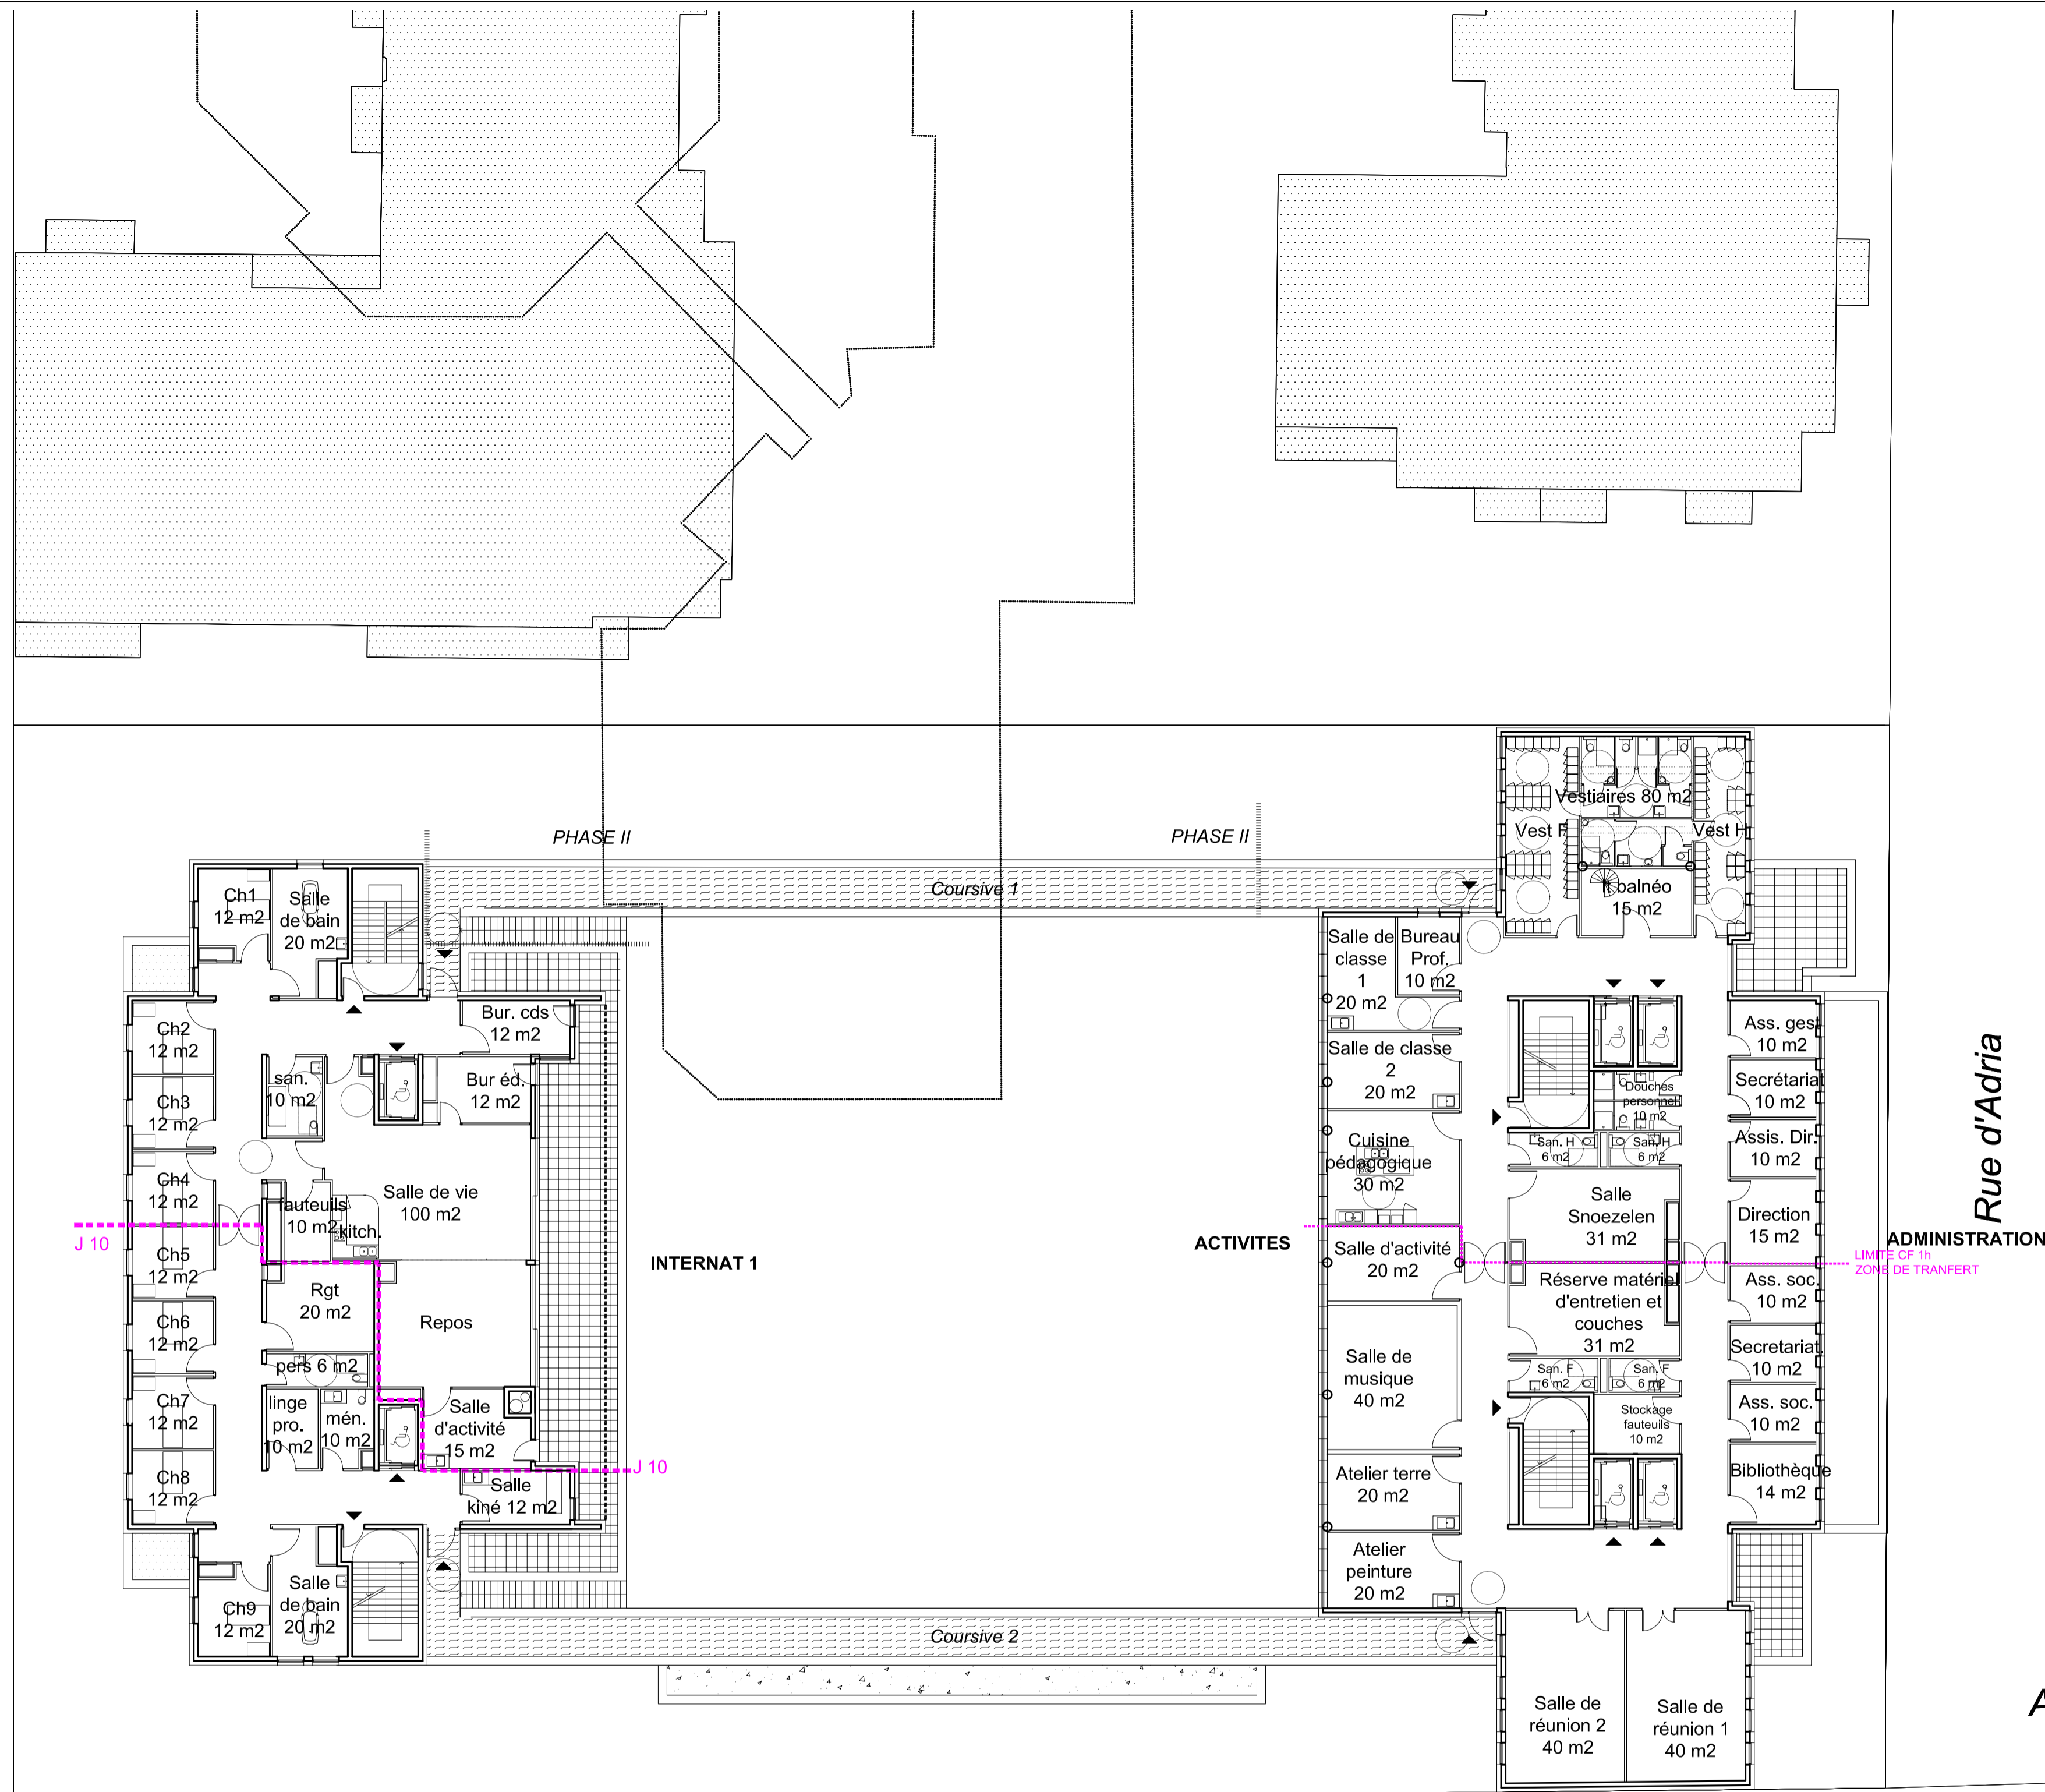 PHASE II
PHASE II
Coursive 1
Ch1
12 m2
Salle
de bain
20 m2
Ch2
12 m2
Ch3
12 m2
Ch4
12 m2
Ch5
12 m2
Ch6
12 m2
Ch7
12 m2
Ch8
12 m2
Ch9
12 m2
Salle
de bain
20 m2
san.
10 m2
Bur. cds
12 m2
Bur éd.
12 m2
Salle de vie
100 m2
fauteuils
10 m2
kitch.
J 10
Rgt
20 m2
Repos
pers 6 m2
linge
pro.
10 m2
mén.
10 m2
Salle
d'activité
15 m2
J 10
Salle
kiné 12 m2
INTERNAT 1
Coursive 2
Vestiaires 80 m2
Vest F
Vest H
lt balnéo
15 m2
Salle de
classe
1
20 m2
Bureau
Prof.
10 m2
Salle de classe
2
20 m2
Cuisine
pédagogique
30 m2
ACTIVITES
Salle d'activité
20 m2
Salle de
musique
40 m2
Atelier terre
20 m2
Atelier
peinture
20 m2
Douches
personnel
10 m2
San. H
6 m2
San. H
6 m2
Salle
Snoezelen
31 m2
Réserve matériel
d'entretien et
couches
31 m2
San. F
6 m2
San. F
6 m2
Stockage
fauteuils
10 m2
Ass. gest
10 m2
Secrétariat
10 m2
Assis. Dir.
10 m2
Direction
15 m2
Ass. soc.
10 m2
Secretariat.
10 m2
Ass. soc.
10 m2
Bibliothèque
14 m2
ADMINISTRATION
LIMITE CF 1h
ZONE DE TRANFERT
Rue d'Adria
Salle de
réunion 2
40 m2
Salle de
réunion 1
40 m2
A